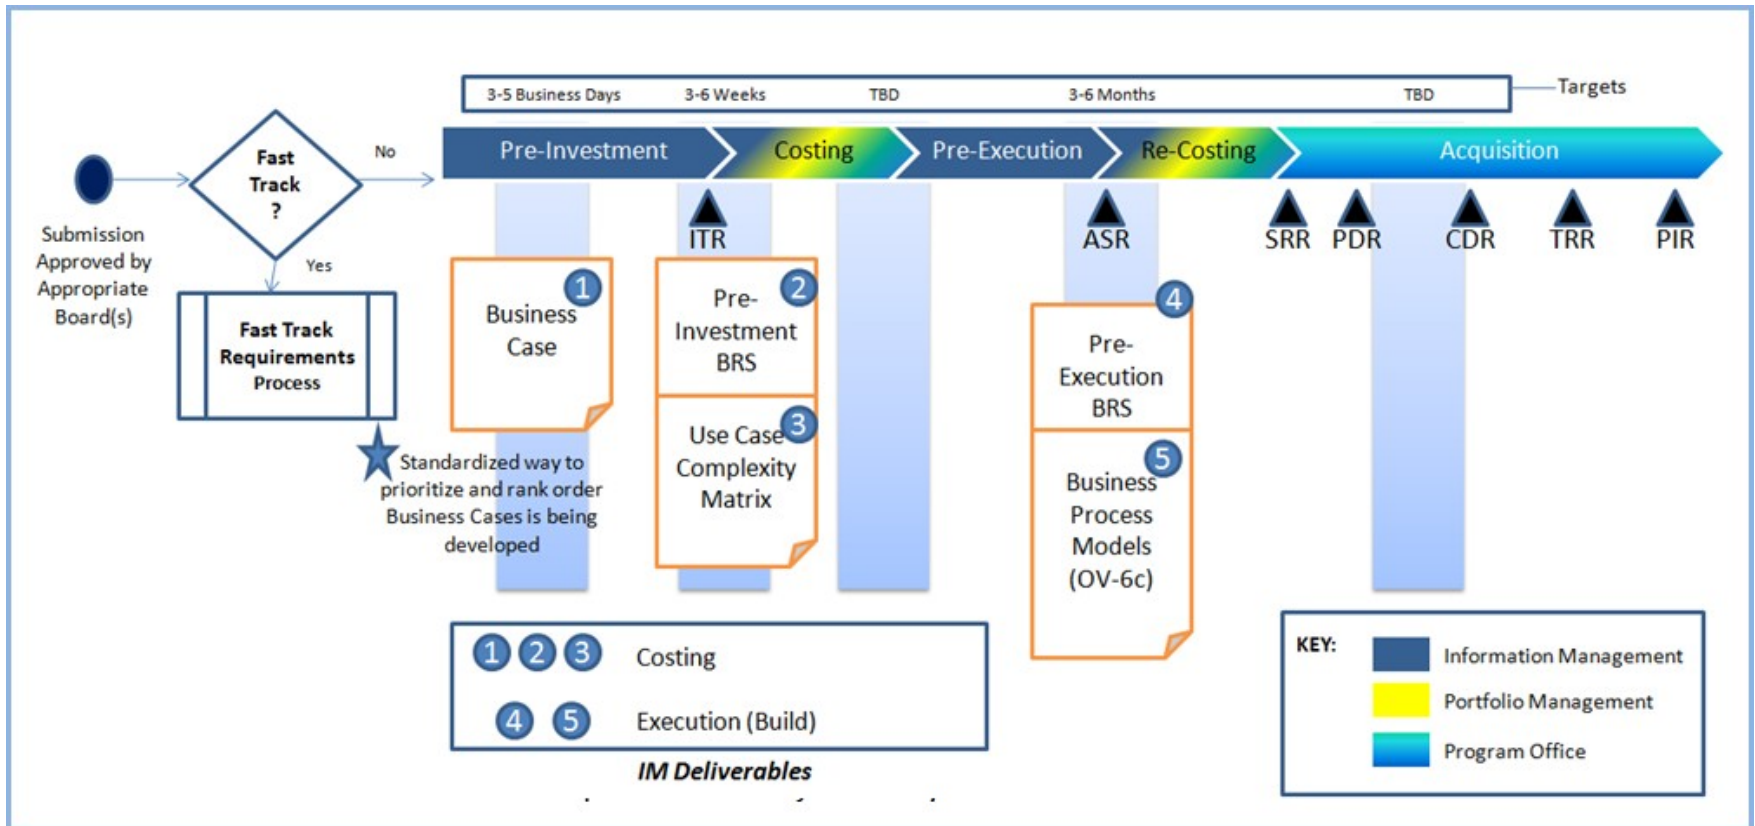 3-5 Business Days
3-6 Weeks
TBD
3-6 Months
TBD
Targets
Pre-Investment
Costing
Pre-Execution
Re-Costing
Acquisition
Fast
Track
?
No
Yes
Submission
Approved by
Appropriate
Board(s)
Fast Track
Requirements
Process
Standardized way to
prioritize and rank order
Business Cases is being
developed
ITR
ASR
SRR
PDR
CDR
TRR
PIR
1
Business
Case
2
Pre-
Investment
BRS
3
Use Case
Complexity
Matrix
4
Pre-
Execution
BRS
5
Business
Process
Models
(OV-6c)
1 2 3 Costing
4 5 Execution (Build)
IM Deliverables
KEY:
Information Management
Portfolio Management
Program Office